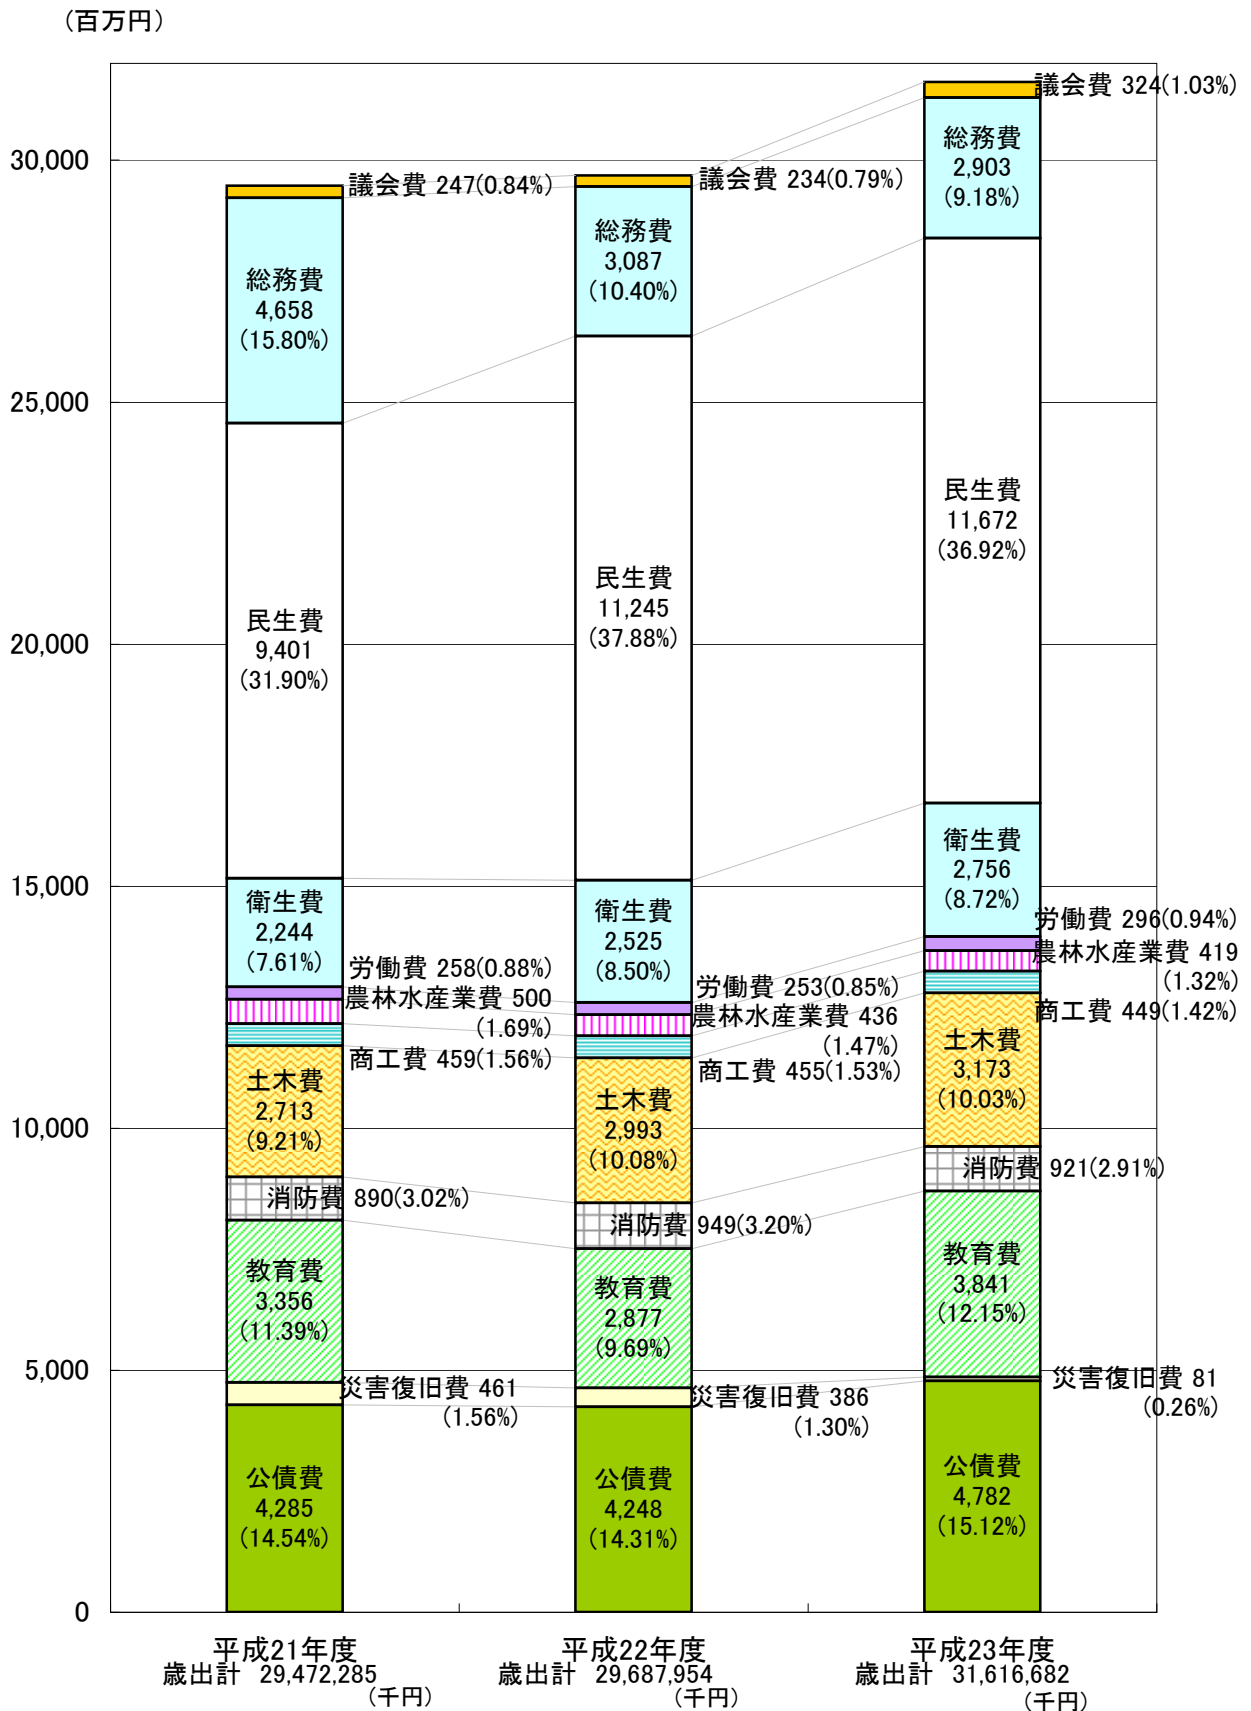 （百万円）
30,000
25,000
20,000
15,000
10,000
5,000
0
議会費 247(0.84%)
総務費
4,658
(15.80%)
民生費
9,401
(31.90%)
衛生費
2,244
(7.61%)
労働費 258(0.88%)
農林水産業費 500
(1.69%)
商工費 459(1.56%)
土木費
2,713
(9.21%)
消防費 890(3.02%)
教育費
3,356
(11.39%)
災害復旧費 461
(1.56%)
公債費
4,285
(14.54%)
平成21年度
歳出計 29,472,285
（千円）
議会費 234(0.79%)
総務費
3,087
(10.40%)
民生費
11,245
(37.88%)
衛生費
2,525
(8.50%)
労働費 253(0.85%)
農林水産業費 436
(1.47%)
商工費 455(1.53%)
土木費
2,993
(10.08%)
消防費 949(3.20%)
教育費
2,877
(9.69%)
災害復旧費 386
(1.30%)
公債費
4,248
(14.31%)
平成22年度
歳出計 29,687,954
（千円）
議会費 324(1.03%)
総務費
2,903
(9.18%)
民生費
11,672
(36.92%)
衛生費
2,756
(8.72%)
労働費 296(0.94%)
農林水産業費 419
(1.32%)
商工費 449(1.42%)
土木費
3,173
(10.03%)
消防費 921(2.91%)
教育費
3,841
(12.15%)
災害復旧費 81
(0.26%)
公債費
4,782
(15.12%)
平成23年度
歳出計 31,616,682
（千円）